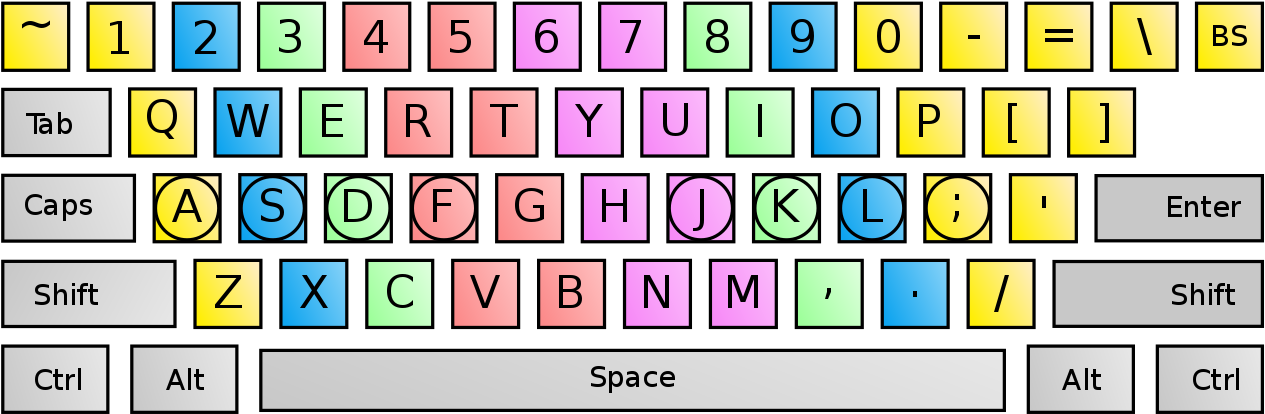 ~ 1 2 3 4 5 6 7 8 9 0 - = \ BS
Tab Q W E R T Y U I O P [ ]
Caps A S D F G H J K L ; ' Enter
Shift Z X C V B N M , . / Shift
Ctrl Alt Space Alt Ctrl